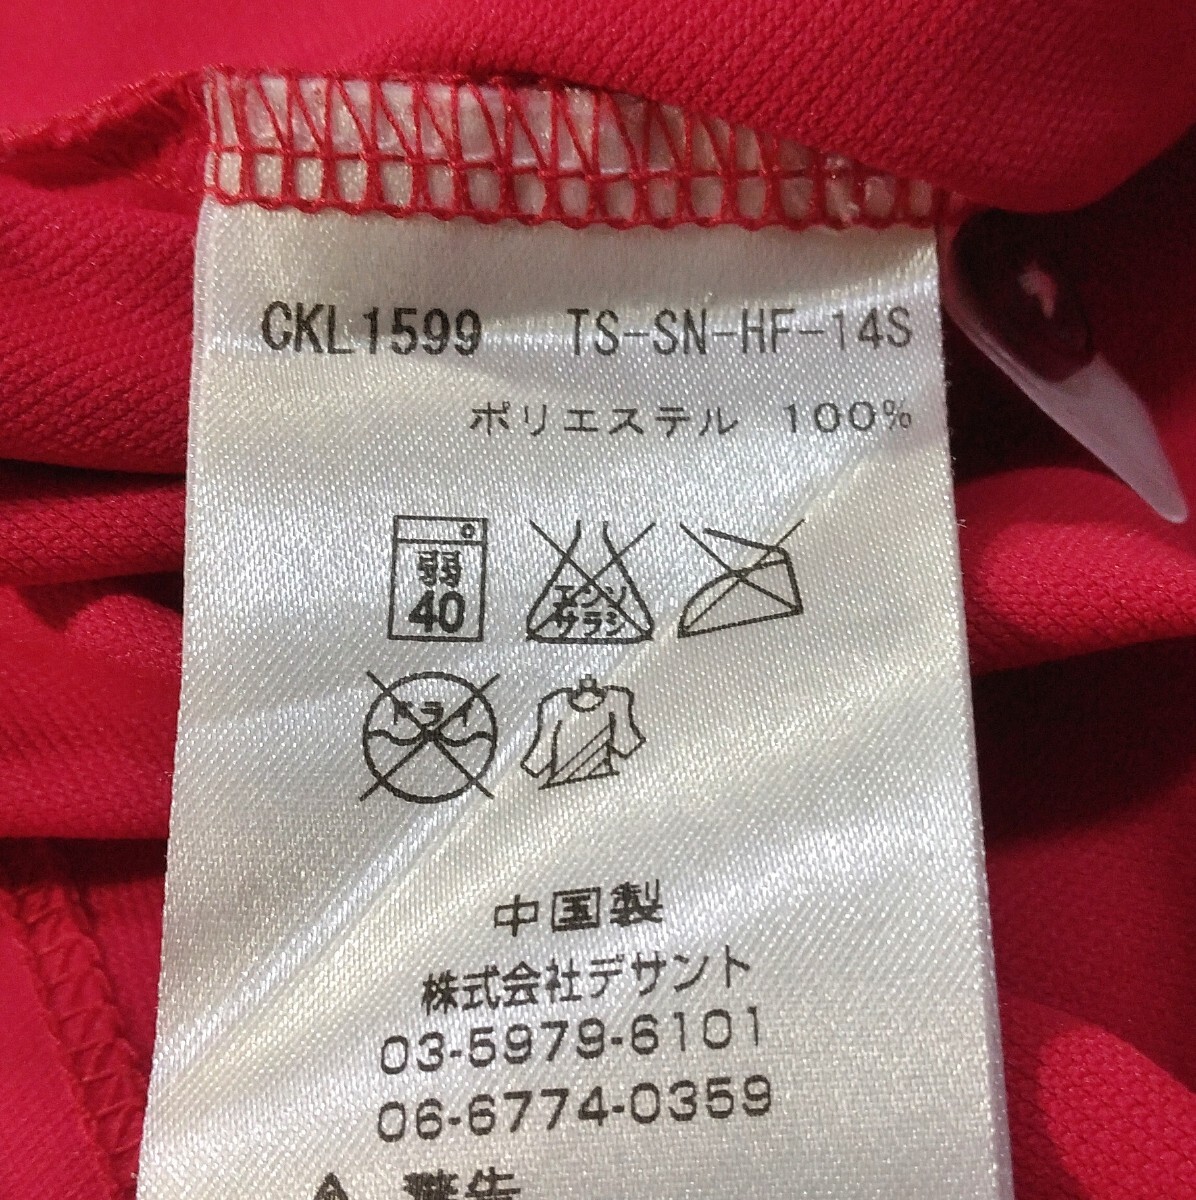 CKL1599 TS-SN-HF-14S
ポリエステル 100%
弱
40
エンソ
サラシ
ドライ
中国製
株式会社デサント
03-5979-6101
06-6774-0359
警告